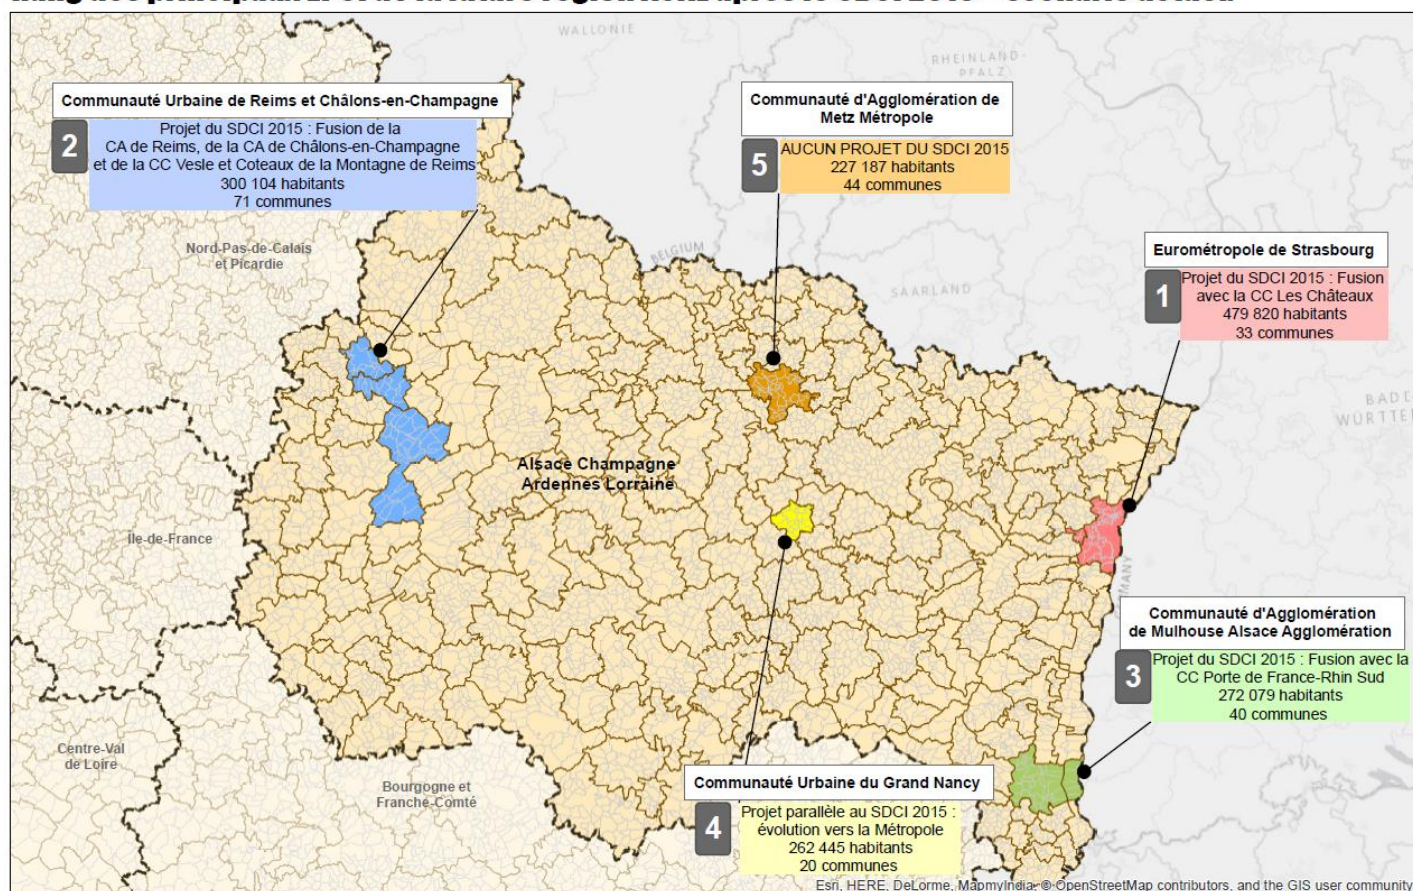 WALLONIE
RHEINLAND-
PFALZ
Communauté Urbaine de Reims et Châlons-en-Champagne
2
Projet du SDCI 2015 : Fusion de la
CA de Reims, de la CA de Châlons-en-Champagne
et de la CC Vesle et Coteaux de la Montagne de Reims
300 104 habitants
71 communes
Communauté d'Agglomération de
Metz Métropole
5
AUCUN PROJET DU SDCI 2015
227 187 habitants
44 communes
Nord-Pas-de-Calais
et Picardie
BELGIUM
SAARLAND
Eurométropole de Strasbourg
1
Projet du SDCI 2015 : Fusion
avec la CC Les Châteaux
479 820 habitants
33 communes
BADE
WÜRTTE
Alsace Champagne
Ardennes Lorraine
Île-de-France
MANY
Communauté d'Agglomération
de Mulhouse Alsace Agglomération
3
Projet du SDCI 2015 : Fusion avec la
CC Porte de France-Rhin Sud
272 079 habitants
40 communes
Centre-Val
de Loire
Bourgogne et
Franche-Comté
Communauté Urbaine du Grand Nancy
4
Projet parallèle au SDCI 2015 :
évolution vers la Métropole
262 445 habitants
20 communes
Esri, HERE, DeLorme, MapmyIndia, © OpenStreetMap contributors, and the GIS user community